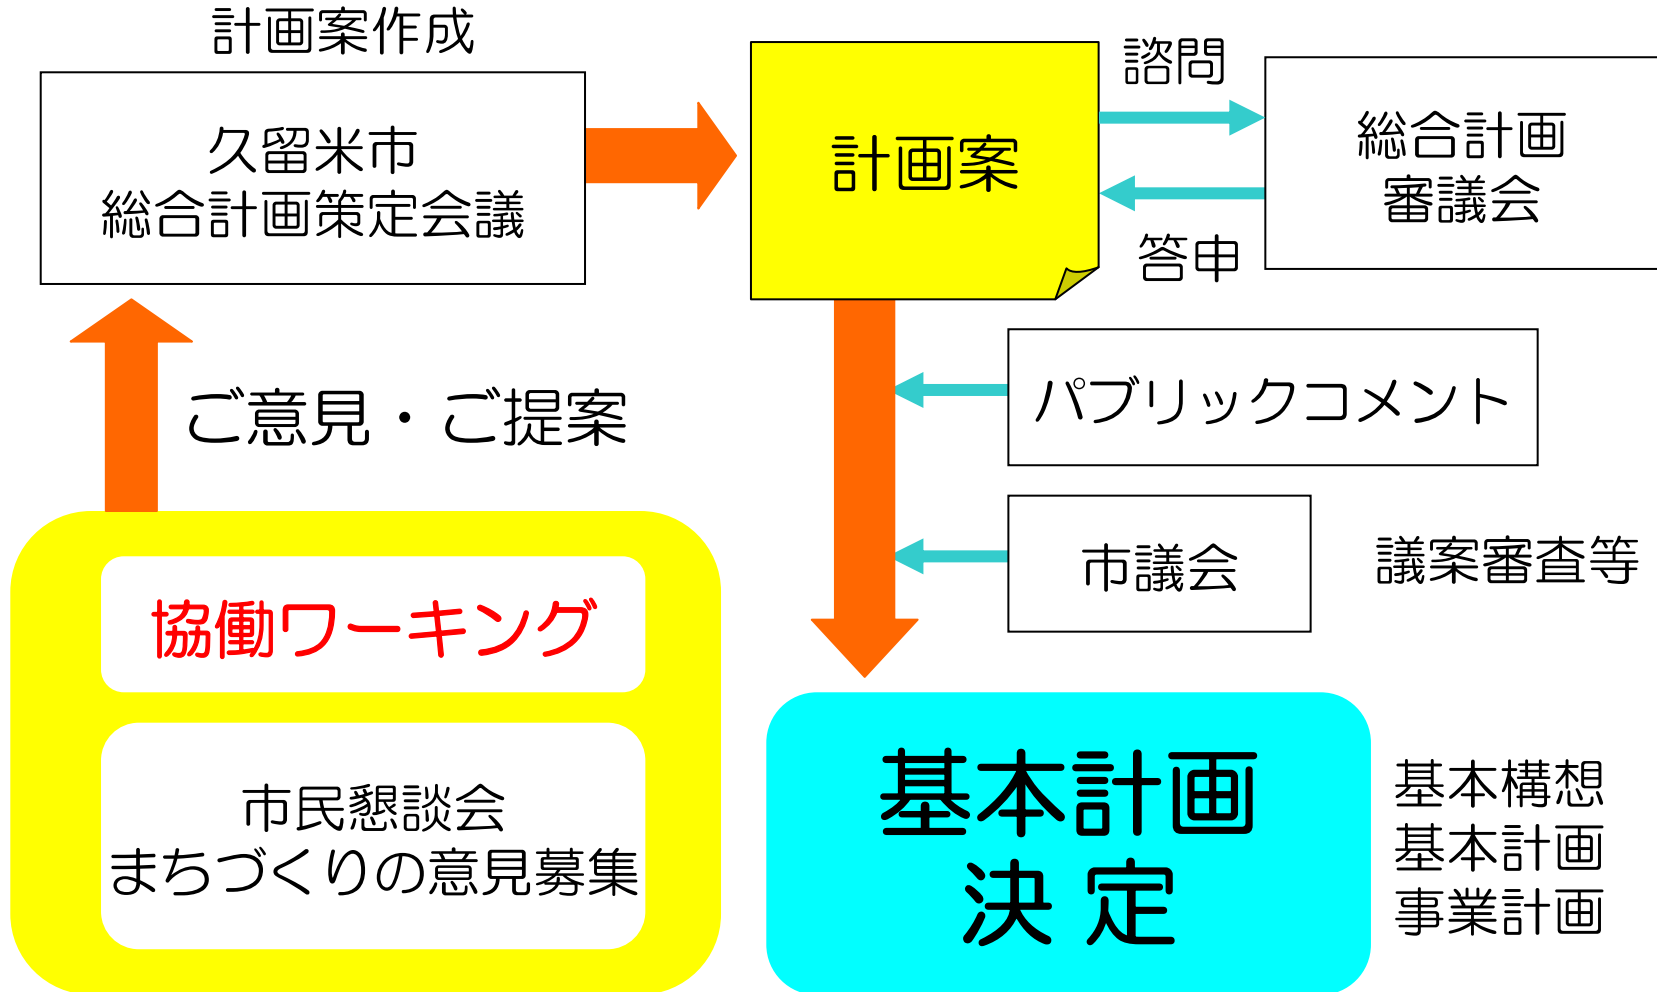 計画案作成
久留米市
総合計画策定会議
計画案
諮問
総合計画
審議会
答申
ご意見・ご提案
パブリックコメント
市議会
議案審査等
協働ワーキング
市民懇談会
まちづくりの意見募集
基本計画
決定
基本構想
基本計画
事業計画